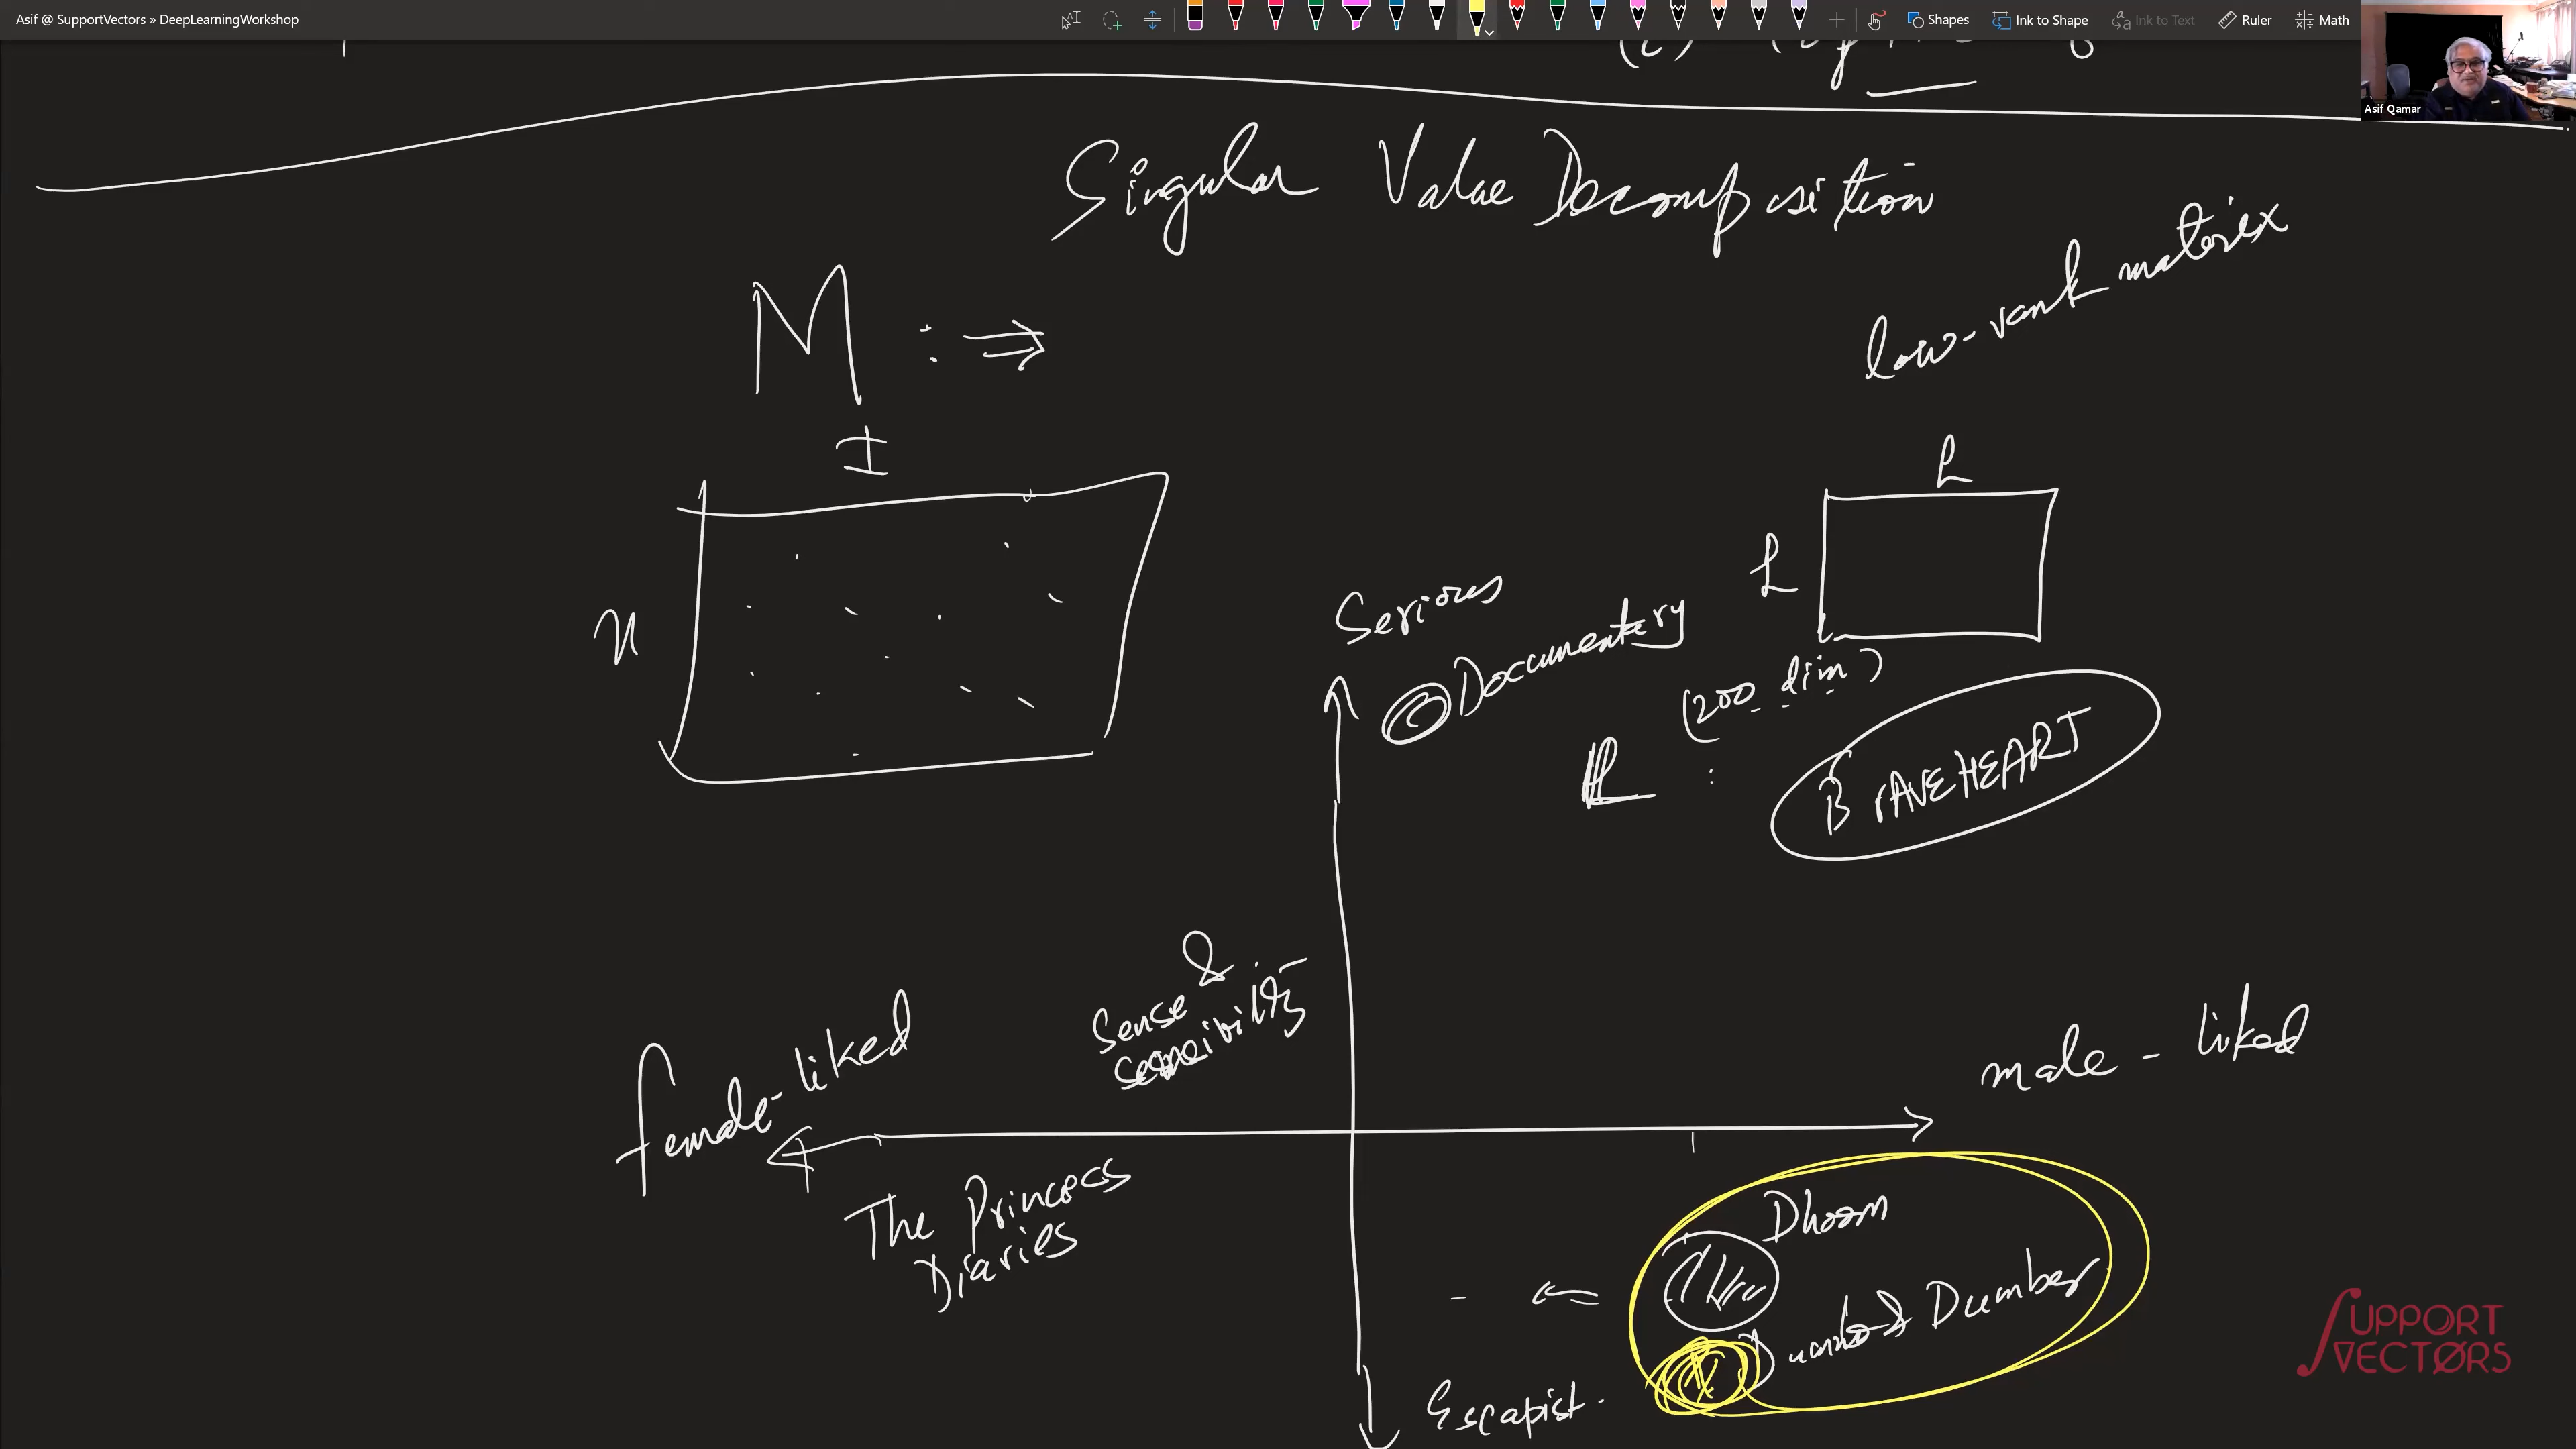 Asif @ SupportVectors » DeepLearningWorkshop
Shapes
Ink to Shape
Ink to Text
Ruler
Math
Asif Qamar
Singular Value Decomposition
M : ⇒
low-rank matrix
I
L
L
Serious
Documentary
(200 dim)
BrAVEHEART
Sense &
Sensibility
female-liked
male - liked
The Princess
Diaries
Dhoom
Dumb & Dumber
Escapist.
SUPPORT
VECTORS